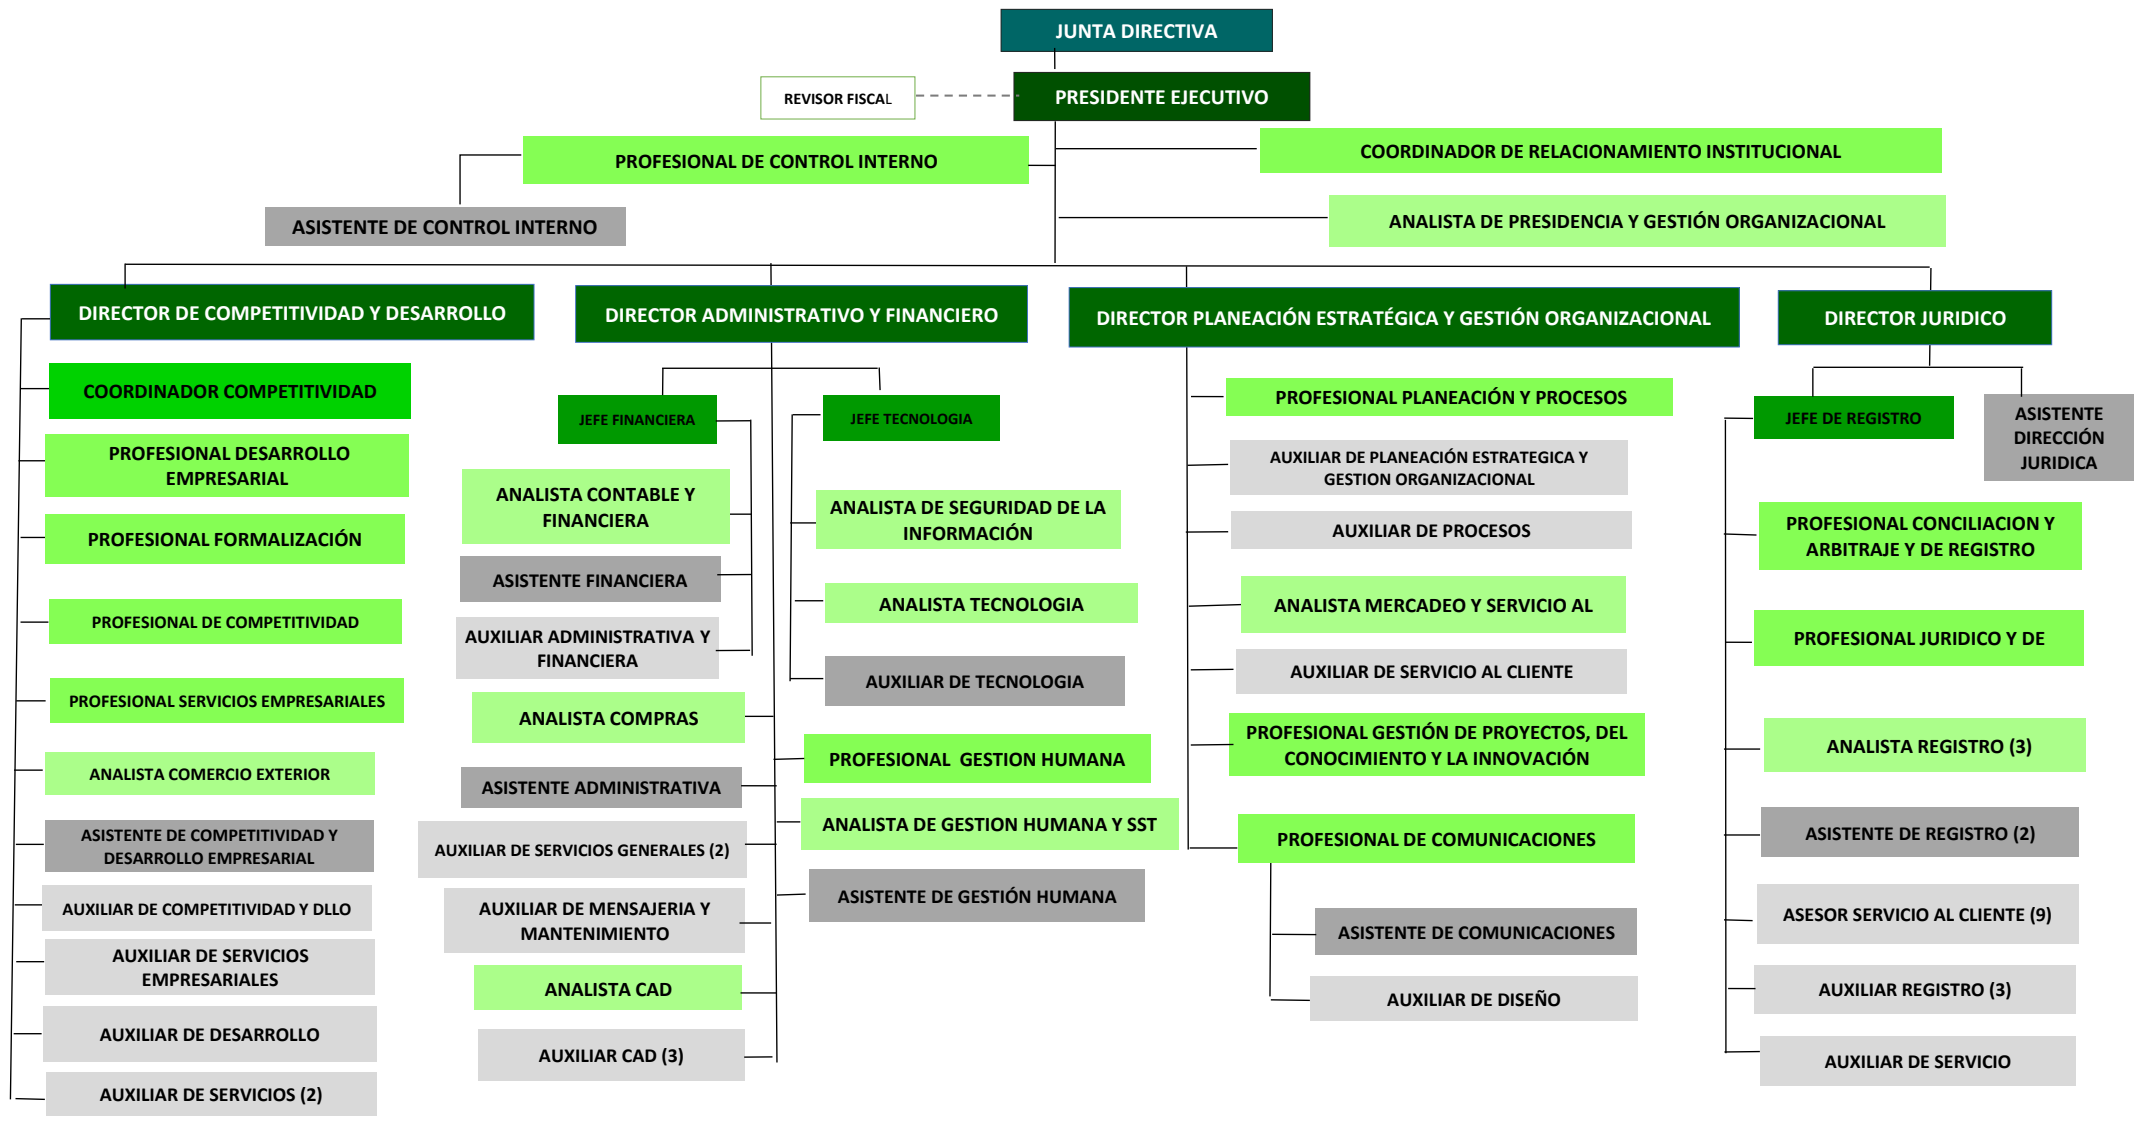 JUNTA DIRECTIVA
REVISOR FISCAL
PRESIDENTE EJECUTIVO
PROFESIONAL DE CONTROL INTERNO
COORDINADOR DE RELACIONAMIENTO INSTITUCIONAL
ASISTENTE DE CONTROL INTERNO
ANALISTA DE PRESIDENCIA Y GESTIÓN ORGANIZACIONAL
DIRECTOR DE COMPETITIVIDAD Y DESARROLLO
COORDINADOR COMPETITIVIDAD
PROFESIONAL DESARROLLO
EMPRESARIAL
PROFESIONAL FORMALIZACIÓN
PROFESIONAL DE COMPETITIVIDAD
PROFESIONAL SERVICIOS EMPRESARIALES
ANALISTA COMERCIO EXTERIOR
ASISTENTE DE COMPETITIVIDAD Y
DESARROLLO EMPRESARIAL
AUXILIAR DE COMPETITIVIDAD Y DLLO
AUXILIAR DE SERVICIOS
EMPRESARIALES
AUXILIAR DE DESARROLLO
AUXILIAR DE SERVICIOS (2)
DIRECTOR ADMINISTRATIVO Y FINANCIERO
JEFE FINANCIERA
ANALISTA CONTABLE Y
FINANCIERA
ASISTENTE FINANCIERA
AUXILIAR ADMINISTRATIVA Y
FINANCIERA
ANALISTA COMPRAS
ASISTENTE ADMINISTRATIVA
AUXILIAR DE SERVICIOS GENERALES (2)
AUXILIAR DE MENSAJERIA Y
MANTENIMIENTO
ANALISTA CAD
AUXILIAR CAD (3)
JEFE TECNOLOGIA
ANALISTA DE SEGURIDAD DE LA
INFORMACIÓN
ANALISTA TECNOLOGIA
AUXILIAR DE TECNOLOGIA
PROFESIONAL GESTION HUMANA
ANALISTA DE GESTION HUMANA Y SST
ASISTENTE DE GESTIÓN HUMANA
DIRECTOR PLANEACIÓN ESTRATÉGICA Y GESTIÓN ORGANIZACIONAL
PROFESIONAL PLANEACIÓN Y PROCESOS
AUXILIAR DE PLANEACIÓN ESTRATEGICA Y
GESTION ORGANIZACIONAL
AUXILIAR DE PROCESOS
ANALISTA MERCADEO Y SERVICIO AL
AUXILIAR DE SERVICIO AL CLIENTE
PROFESIONAL GESTIÓN DE PROYECTOS, DEL
CONOCIMIENTO Y LA INNOVACIÓN
PROFESIONAL DE COMUNICACIONES
ASISTENTE DE COMUNICACIONES
AUXILIAR DE DISEÑO
DIRECTOR JURIDICO
JEFE DE REGISTRO
ASISTENTE
DIRECCIÓN
JURIDICA
PROFESIONAL CONCILIACION Y
ARBITRAJE Y DE REGISTRO
PROFESIONAL JURIDICO Y DE
ANALISTA REGISTRO (3)
ASISTENTE DE REGISTRO (2)
ASESOR SERVICIO AL CLIENTE (9)
AUXILIAR REGISTRO (3)
AUXILIAR DE SERVICIO